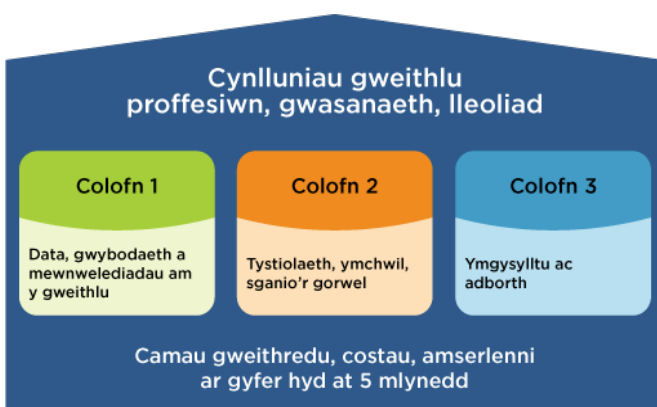 Cynlluniau gweithlu
proffesiwn, gwasanaeth, lleoliad
Colofn 1
Data, gwybodaeth a
mewnwelediadau am
y gweithlu
Colofn 2
Tystiolaeth, ymchwil,
sganio'r gorwel
Colofn 3
Ymgysylltu ac
adborth
Camau gweithredu, costau, amserlenni
ar gyfer hyd at 5 mlynedd